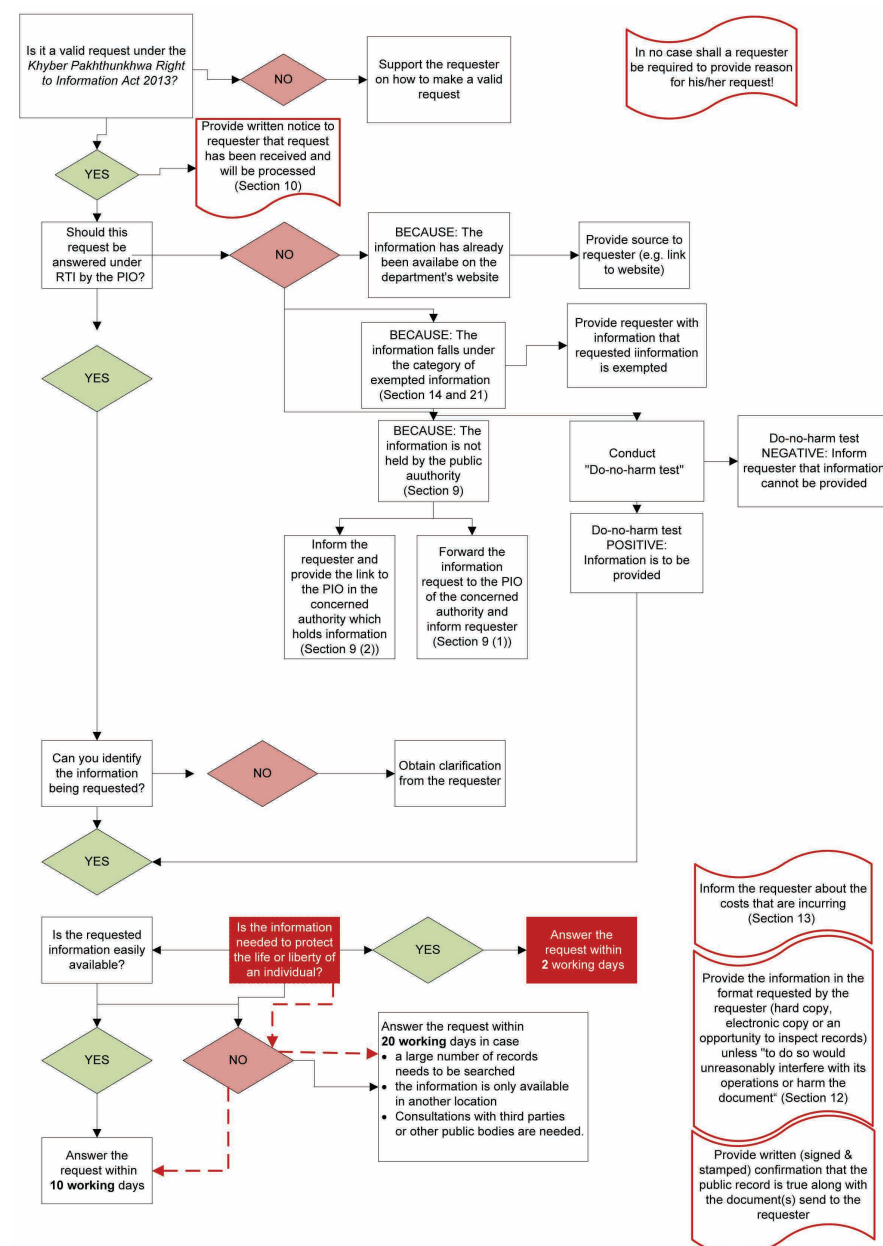 Is it a valid request under the
Khyber Pakhthunkhwa Right
to Information Act 2013?
NO
Support the requester
on how to make a valid
request
In no case shall a requester
be required to provide reason
for his/her request!
YES
Provide written notice to
requester that request
has been received and
will be processed
(Section 10)
Should this
request be
answered under
RTI by the PIO?
NO
BECAUSE: The
information has already
been availabe on the
department's website
Provide source to
requester (e.g. link
to website)
YES
BECAUSE: The
information falls under
the category of
exempted information
(Section 14 and 21)
Provide requester with
information that
requested iinformation
is exempted
BECAUSE: The
information is not
held by the public
auuthority
(Section 9)
Conduct
"Do-no-harm test"
Do-no-harm test
NEGATIVE: Inform
requester that information
cannot be provided
Inform the
requester and
provide the link to
the PIO in the
concerned
authority which
holds information
(Section 9 (2))
Forward the
information
request to the PIO
of the concerned
authority and
inform requester
(Section 9 (1))
Do-no-harm test
POSITIVE:
Information is to be
provided
Can you identify
the information
being requested?
NO
Obtain clarification
from the requester
YES
Inform the requester about the
costs that are incurring
(Section 13)
Is the requested
information easily
available?
Is the information
needed to protect
the life or liberty of
an individual?
YES
Answer the
request within
2 working days
Provide the information in the
format requested by the
requester (hard copy,
electronic copy or an
opportunity to inspect records)
unless "to do so would
unreasonably interfere with its
operations or harm the
document“ (Section 12)
YES
NO
Answer the request within
20 working days in case
• a large number of records
needs to be searched
• the information is only available
in another location
• Consultations with third parties
or other public bodies are needed.
Answer the
request within
10 working days
Provide written (signed &
stamped) confirmation that the
public record is true along with
the document(s) send to the
requester